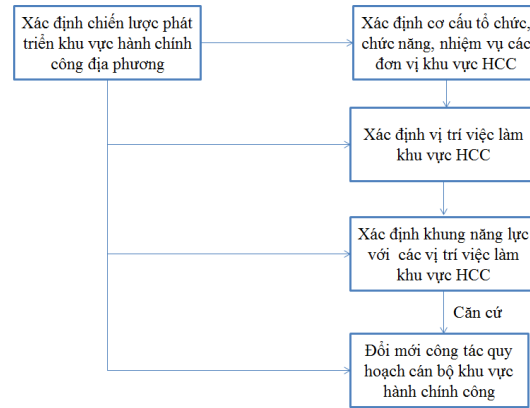 Xác định chiến lược phát
triển khu vực hành chính
công địa phương
Xác định cơ cấu tổ chức,
chức năng, nhiệm vụ các
đơn vị khu vực HCC
Xác định vị trí việc làm
khu vực HCC
Xác định khung năng lực
với các vị trí việc làm
khu vực HCC
Căn cứ
Đổi mới công tác quy
hoạch cán bộ khu vực
hành chính công